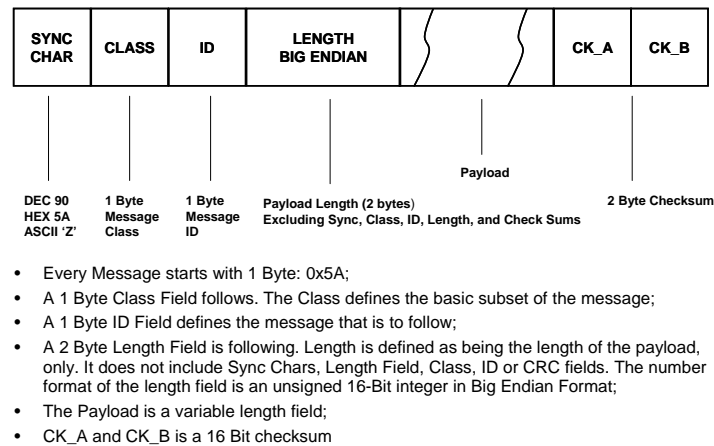 SYNC CHAR
CLASS
ID
LENGTH BIG ENDIAN
CK_A
CK_B
Payload
DEC 90
HEX 5A
ASCII 'Z'
1 Byte
Message
Class
1 Byte
Message
ID
Payload Length (2 bytes)
Excluding Sync, Class, ID, Length, and Check Sums
2 Byte Checksum
• Every Message starts with 1 Byte: 0x5A;
• A 1 Byte Class Field follows. The Class defines the basic subset of the message;
• A 1 Byte ID Field defines the message that is to follow;
• A 2 Byte Length Field is following. Length is defined as being the length of the payload,
only. It does not include Sync Chars, Length Field, Class, ID or CRC fields. The number
format of the length field is an unsigned 16-Bit integer in Big Endian Format;
• The Payload is a variable length field;
• CK_A and CK_B is a 16 Bit checksum